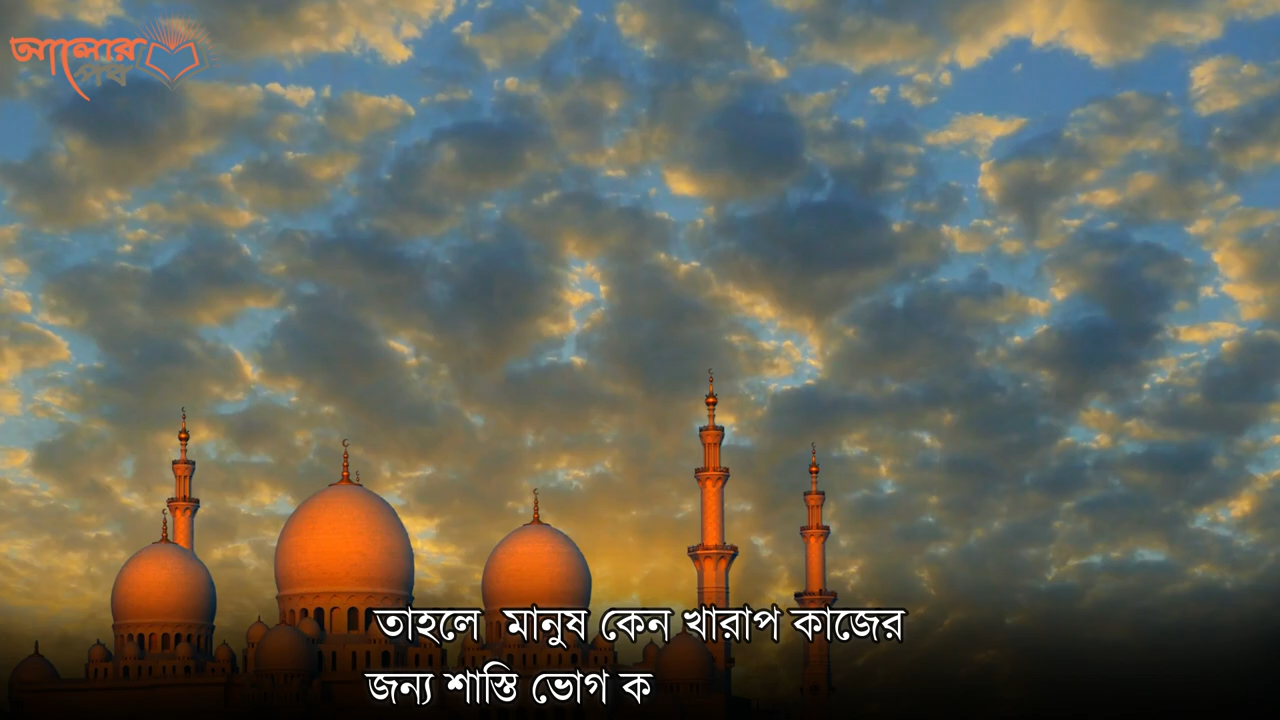 আলোর
পথ
তাহলে মানুষ কেন খারাপ কাজের
জন্য শাস্তি ভোগ ক